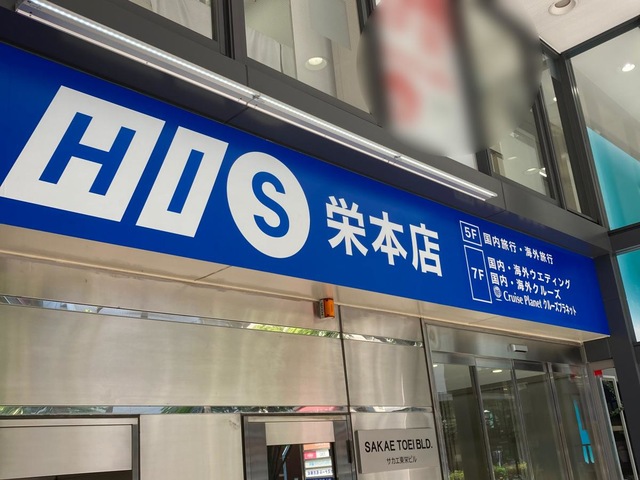 HIS 栄本店
5F 国内旅行・海外旅行
7F 国内・海外ウエディング
国内・海外クルーズ
Cruise Planet クルーズプラネット
SAKAE TOEI BLD.
サカエ東栄ビル